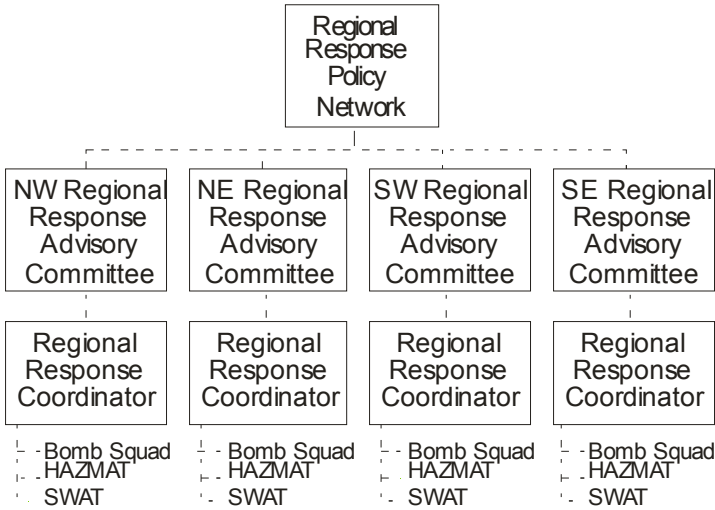 Regional
Response
Policy
Network
NW Regional
Response
Advisory
Committee
NE Regional
Response
Advisory
Committee
SW Regional
Response
Advisory
Committee
SE Regional
Response
Advisory
Committee
Regional
Response
Coordinator
Regional
Response
Coordinator
Regional
Response
Coordinator
Regional
Response
Coordinator
Bomb Squad
HAZMAT
SWAT
Bomb Squad
HAZMAT
SWAT
Bomb Squad
HAZMAT
SWAT
Bomb Squad
HAZMAT
SWAT